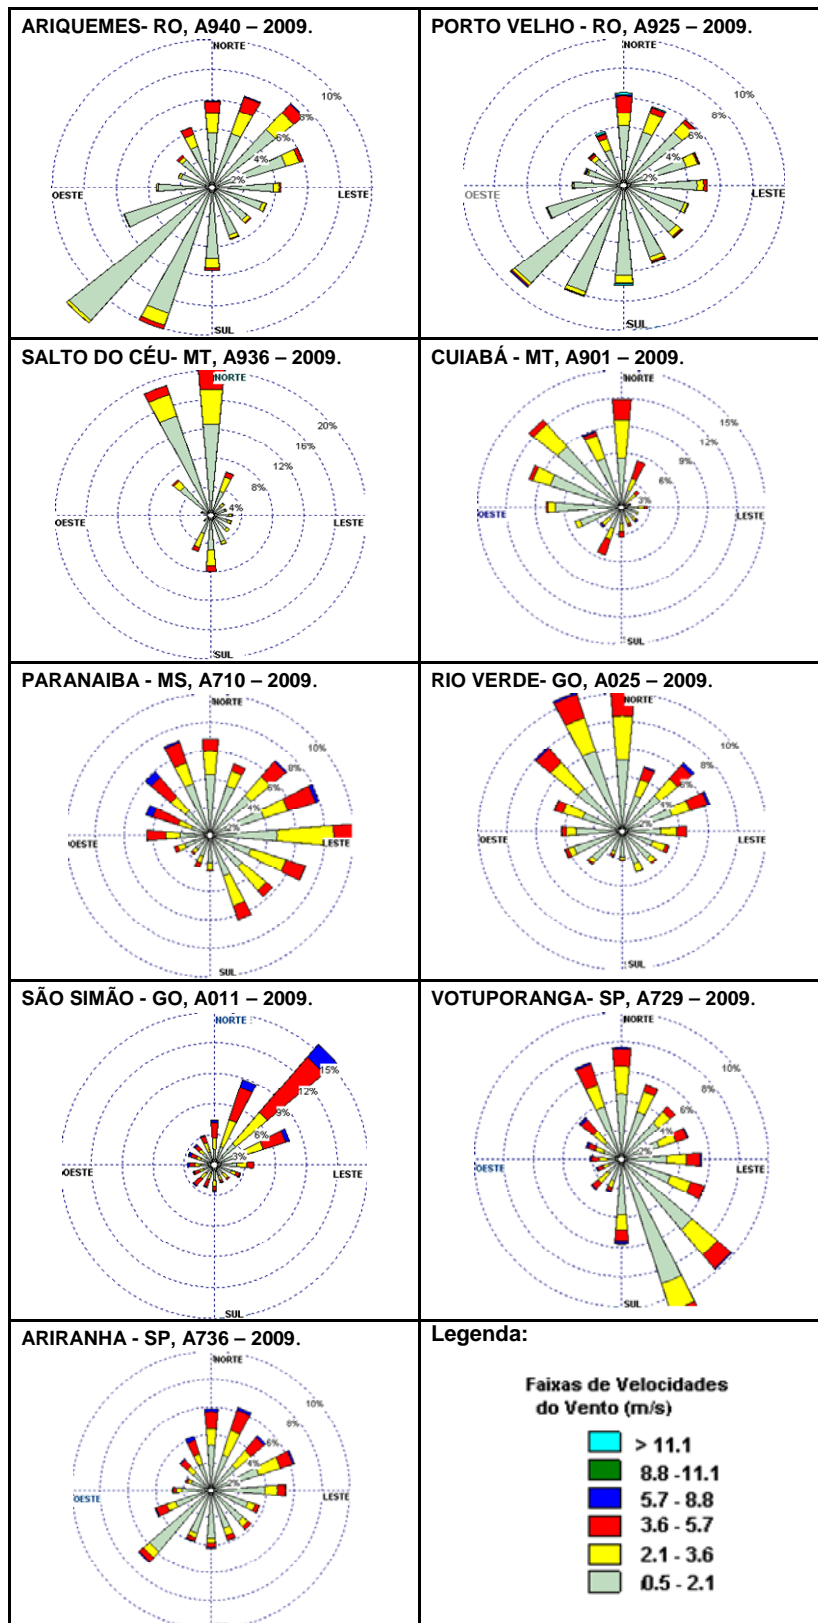 ARIQUEMES- RO, A940 – 2009.
NORTE
10%
8%
6%
4%
2%
OESTE
LESTE
SUL
PORTO VELHO - RO, A925 – 2009.
NORTE
10%
8%
6%
4%
2%
OESTE
LESTE
SUL
SALTO DO CÉU- MT, A936 – 2009.
NORTE
20%
16%
12%
8%
4%
OESTE
LESTE
SUL
CUIABÁ - MT, A901 – 2009.
NORTE
15%
12%
9%
6%
3%
OESTE
LESTE
SUL
PARANAIBA - MS, A710 – 2009.
NORTE
10%
8%
6%
4%
2%
OESTE
LESTE
SUL
RIO VERDE- GO, A025 – 2009.
NORTE
10%
8%
6%
4%
2%
OESTE
LESTE
SUL
SÃO SIMÃO - GO, A011 – 2009.
NORTE
15%
12%
9%
6%
3%
OESTE
LESTE
SUL
VOTUPORANGA- SP, A729 – 2009.
NORTE
10%
8%
6%
4%
2%
OESTE
LESTE
SUL
ARIRANHA - SP, A736 – 2009.
NORTE
10%
8%
6%
4%
2%
OESTE
LESTE
SUL
Legenda:
Faixas de Velocidades
do Vento (m/s)
> 11.1
8.8 -11.1
5.7 - 8.8
3.6 - 5.7
2.1 - 3.6
0.5 - 2.1